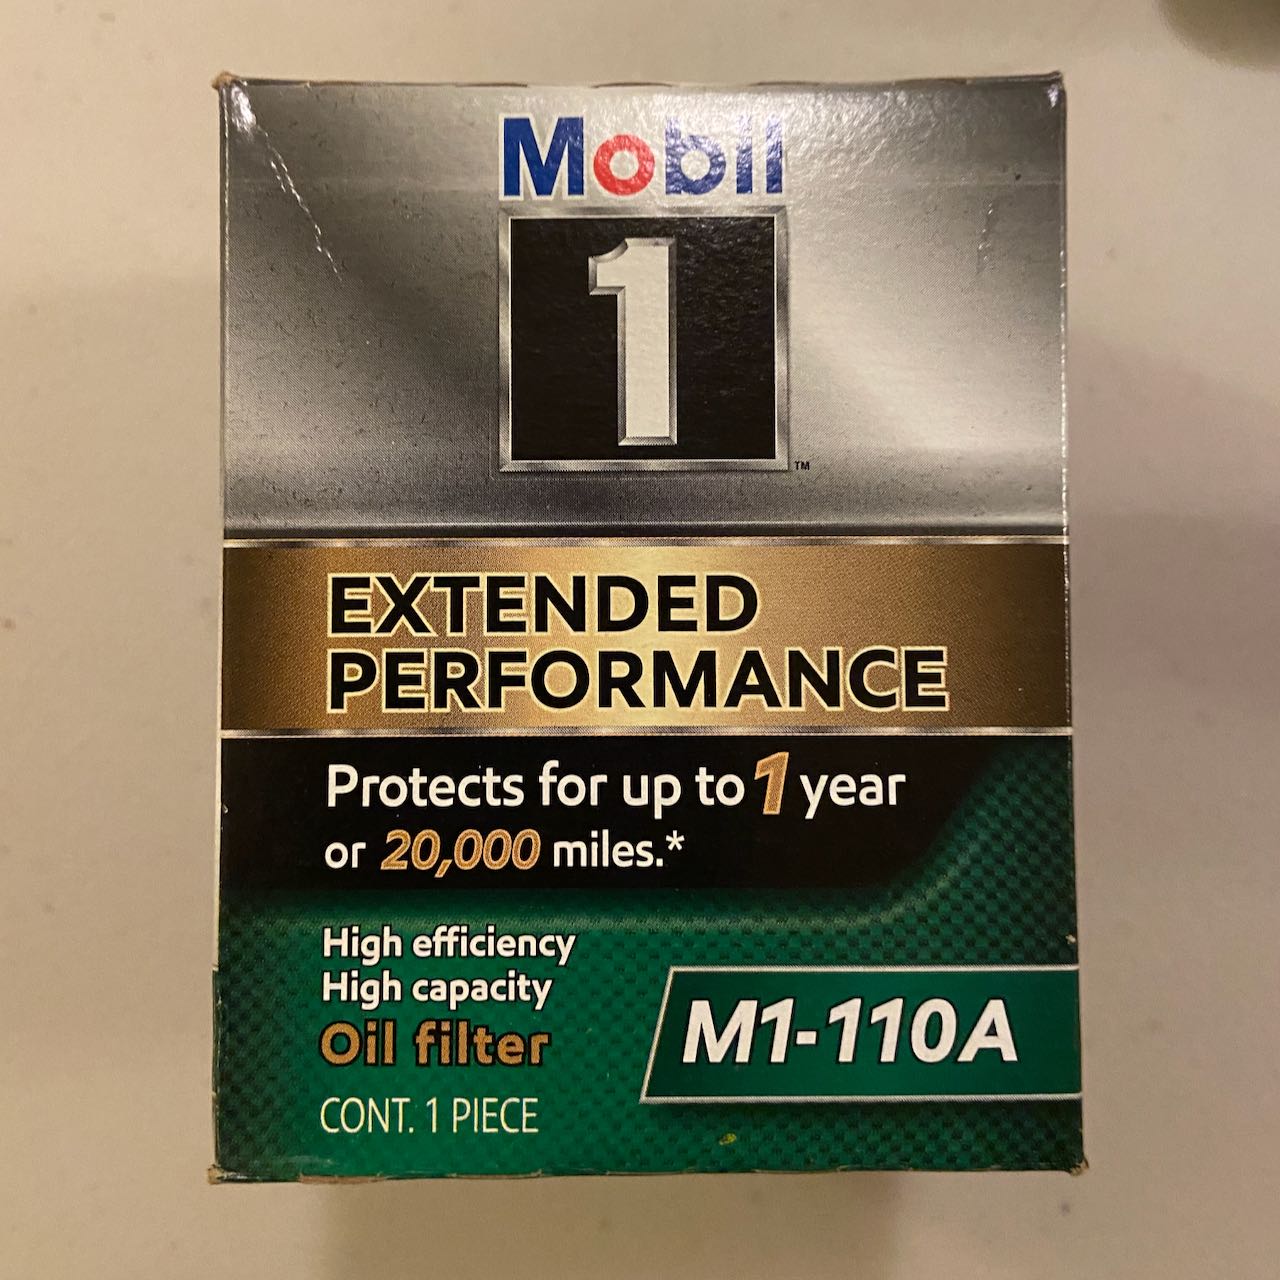 Mobil
1
™
EXTENDED
PERFORMANCE
Protects for up to 1 year
or 20,000 miles.*
High efficiency
High capacity
Oil filter
M1-110A
CONT. 1 PIECE